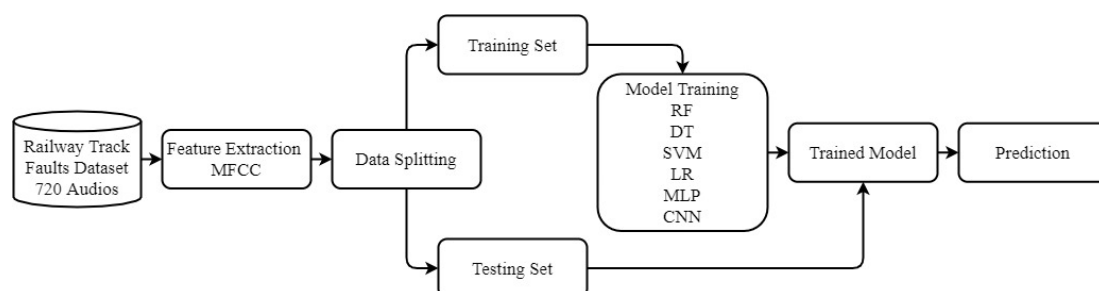 Railway Track
Faults Dataset
720 Audios
Feature Extraction
MFCC
Data Splitting
Training Set
Testing Set
Model Training
RF
DT
SVM
LR
MLP
CNN
Trained Model
Prediction